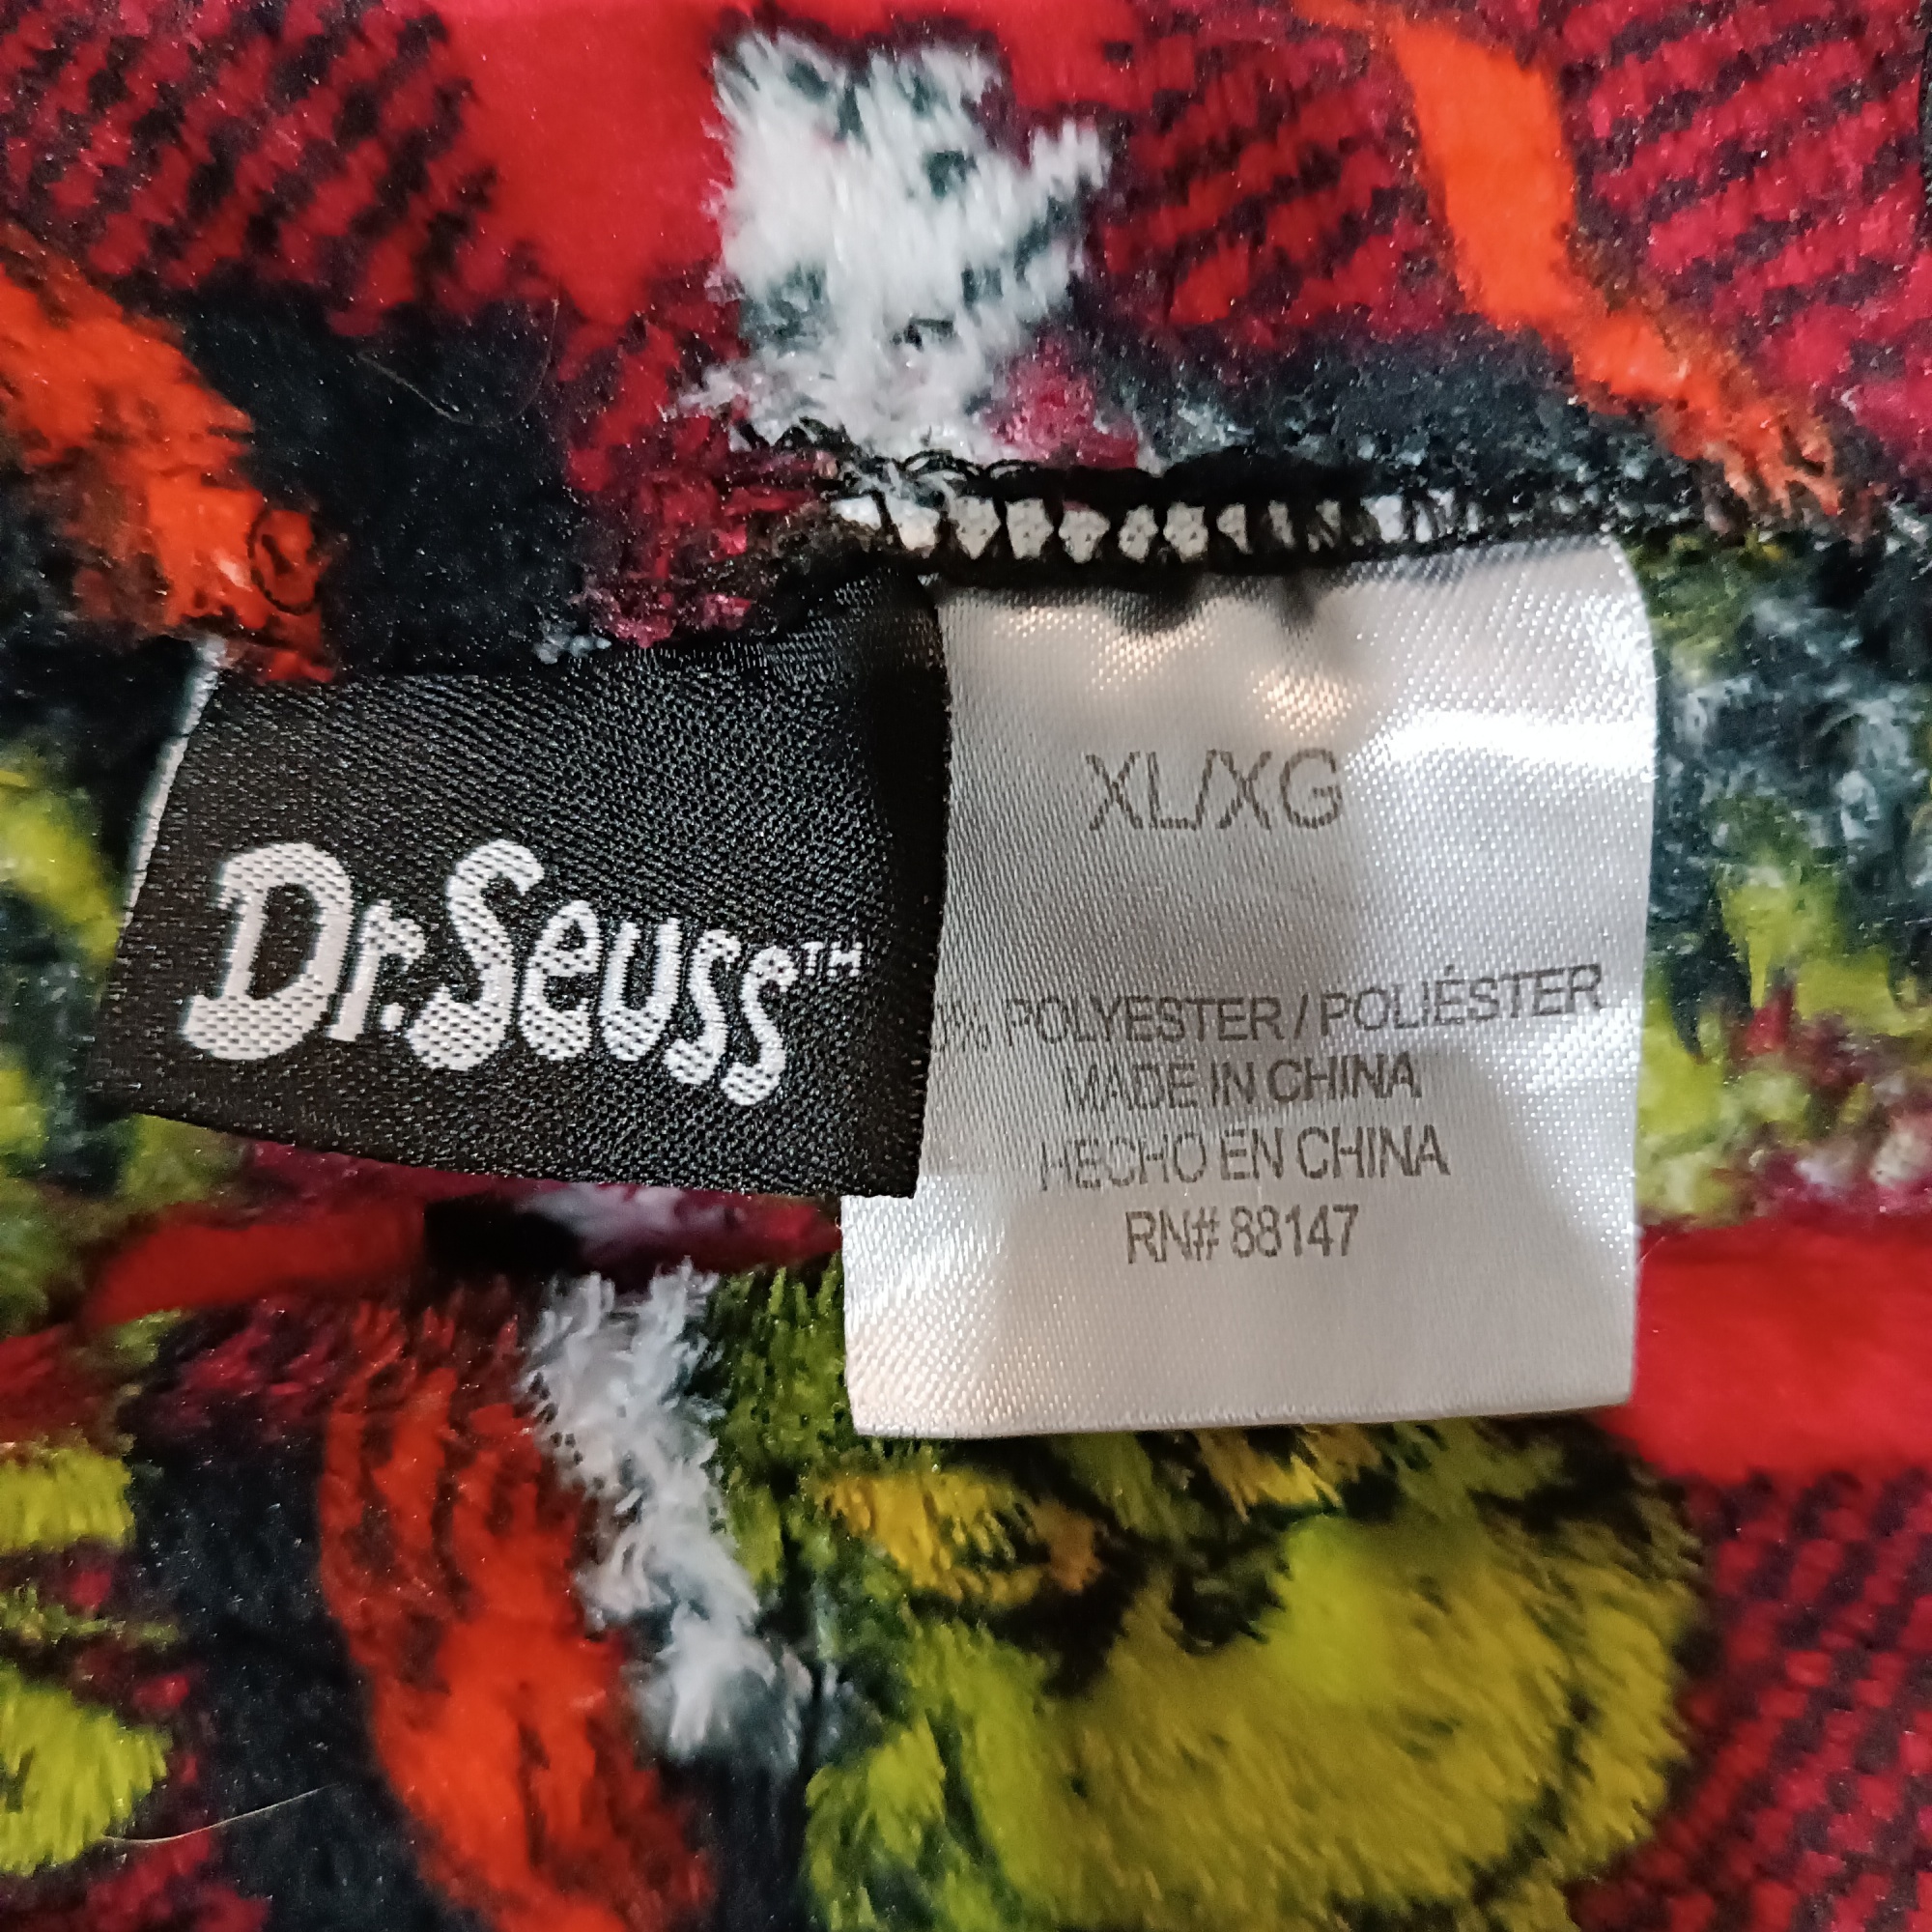 Dr. Seuss™
XL/XG
% POLYESTER / POLIÉSTER
MADE IN CHINA
HECHO EN CHINA
RN# 88147